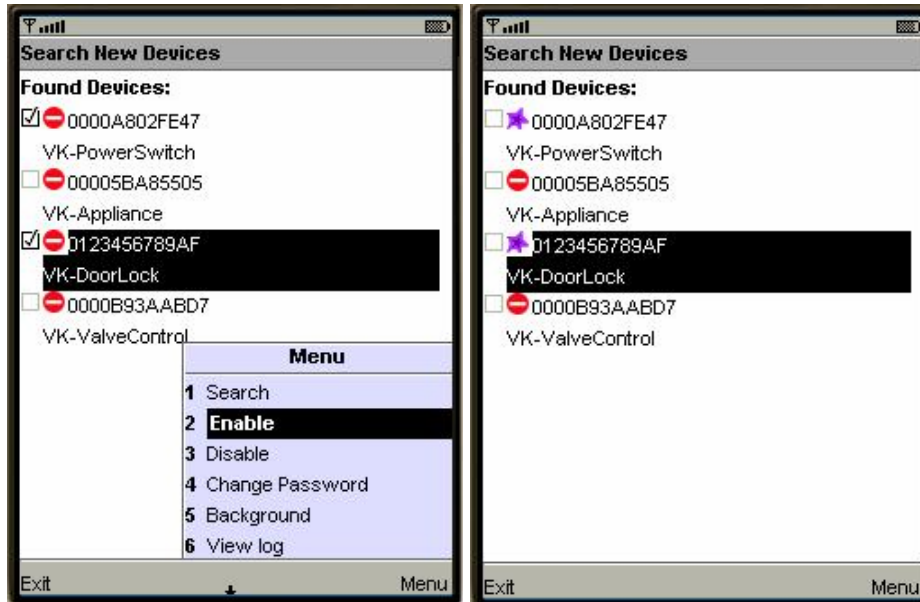 Search New Devices
Found Devices:
0000A802FE47
VK-PowerSwitch
00005BA85505
VK-Appliance
0123456789AF
VK-DoorLock
0000B93AABD7
VK-ValveControl
Menu
1 Search
2 Enable
3 Disable
4 Change Password
5 Background
6 View log
Exit
Menu
Search New Devices
Found Devices:
0000A802FE47
VK-PowerSwitch
00005BA85505
VK-Appliance
0123456789AF
VK-DoorLock
0000B93AABD7
VK-ValveControl
Exit
Menu